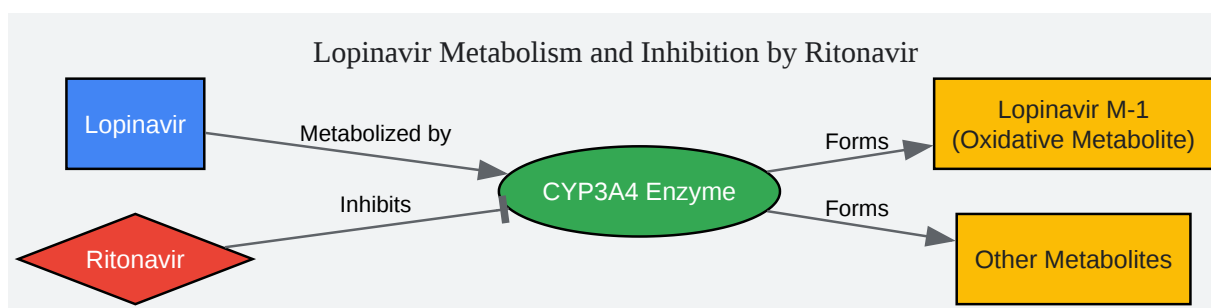 Lopinavir Metabolism and Inhibition by Ritonavir
Lopinavir
Metabolized by
CYP3A4 Enzyme
Forms
Lopinavir M-1
(Oxidative Metabolite)
Ritonavir
Inhibits
Forms
Other Metabolites